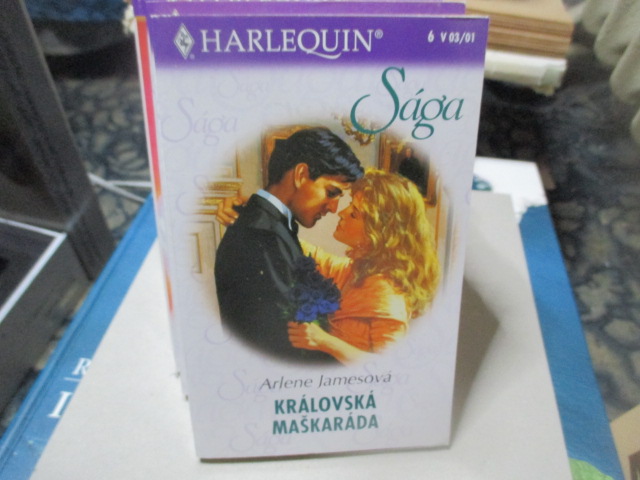 HARLEQUIN®
6 V 03/01
Sága
Arlene Jamesová
KRÁLOVSKÁ
MAŠKARÁDA